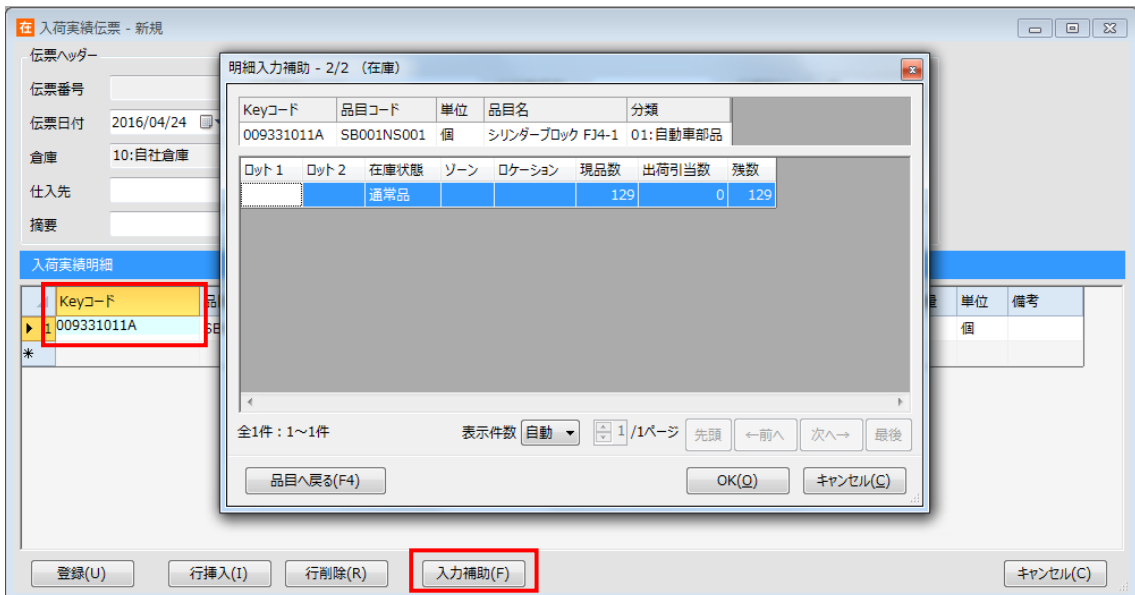 在 入荷実績伝票 - 新規
伝票ヘッダー
伝票番号
伝票日付 2016/04/24
倉庫 10:自社倉庫
仕入先
摘要
明細入力補助 - 2/2 （在庫）
Keyコード 品目コード 単位 品目名 分類
009331011A SB001NS001 個 シリンダーブロック FJ4-1 01:自動車部品
ロット1 ロット2 在庫状態 ゾーン ロケーション 現品数 出荷引当数 残数
通常品 129 0 129
全1件：1～1件 表示件数 自動 1 /1ページ 先頭 ←前へ 次へ→ 最後
品目へ戻る(F4) OK(O) キャンセル(C)
入荷実績明細
Keyコード 品 単位 備考
1 009331011A SB 個
登録(U) 行挿入(I) 行削除(R) 入力補助(F) キャンセル(C)